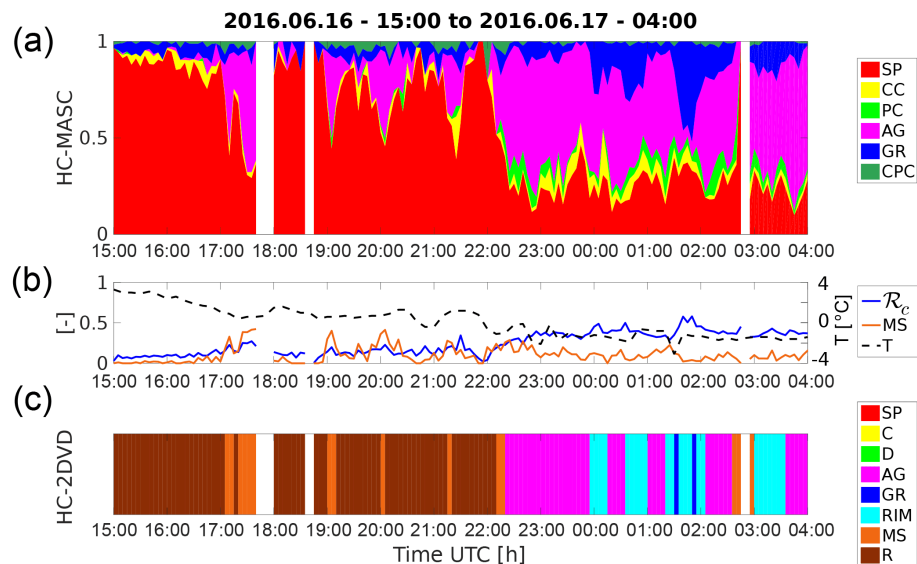 2016.06.16 - 15:00 to 2016.06.17 - 04:00
(a)
HC-MASC
1
0.5
0
15:00 16:00 17:00 18:00 19:00 20:00 21:00 22:00 23:00 00:00 01:00 02:00 03:00 04:00
SP
CC
PC
AG
GR
CPC
(b)
[-]
1
0.5
0
4
0
-4
T [°C]
15:00 16:00 17:00 18:00 19:00 20:00 21:00 22:00 23:00 00:00 01:00 02:00 03:00 04:00
ℛc
MS
T
(c)
HC-2DVD
15:00 16:00 17:00 18:00 19:00 20:00 21:00 22:00 23:00 00:00 01:00 02:00 03:00 04:00
Time UTC [h]
SP
C
D
AG
GR
RIM
MS
R